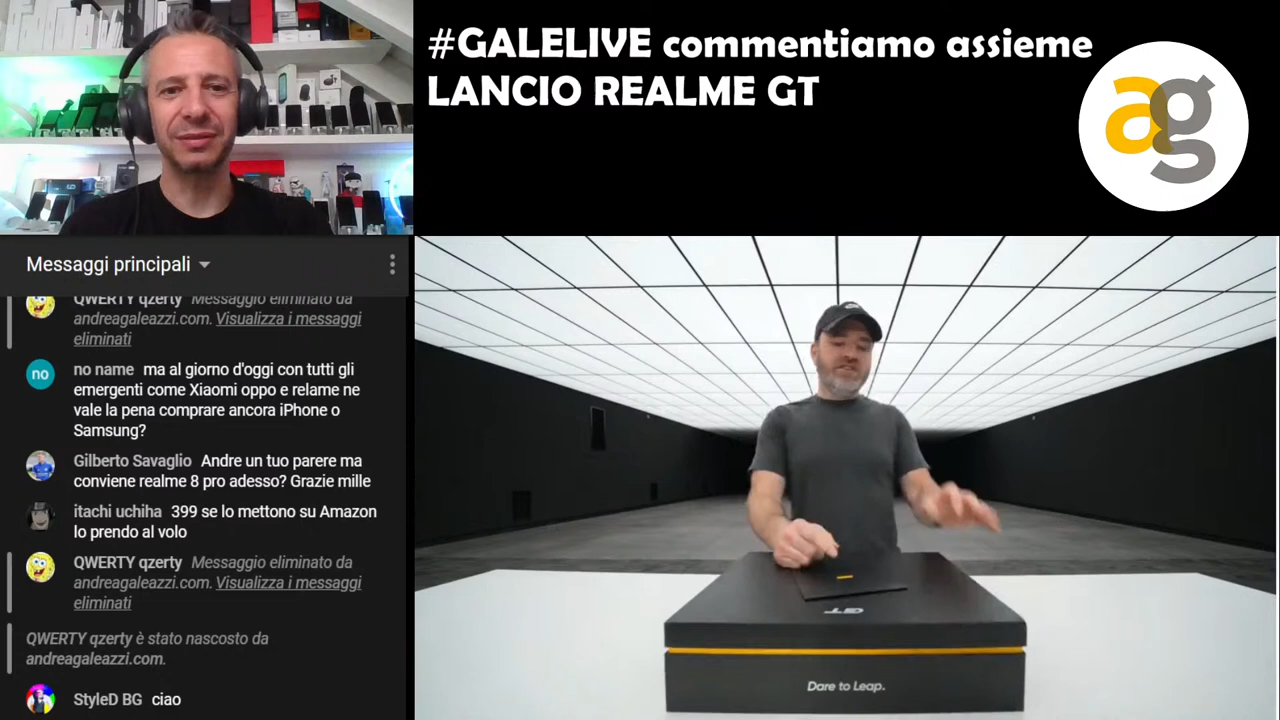 #GALELIVE commentiamo assieme
LANCIO REALME GT
ag
Messaggi principali
QWERTY qzerty Messaggio eliminato da
andreagaleazzi.com. Visualizza i messaggi
eliminati
no
no name ma al giorno d'oggi con tutti gli
emergenti come Xiaomi oppo e relame ne
vale la pena comprare ancora iPhone o
Samsung?
Gilberto Savaglio Andre un tuo parere ma
conviene realme 8 pro adesso? Grazie mille
itachi uchiha 399 se lo mettono su Amazon
lo prendo al volo
QWERTY qzerty Messaggio eliminato da
andreagaleazzi.com. Visualizza i messaggi
eliminati
QWERTY qzerty è stato nascosto da
andreagaleazzi.com.
StyleD BG ciao
GT
Dare to Leap.